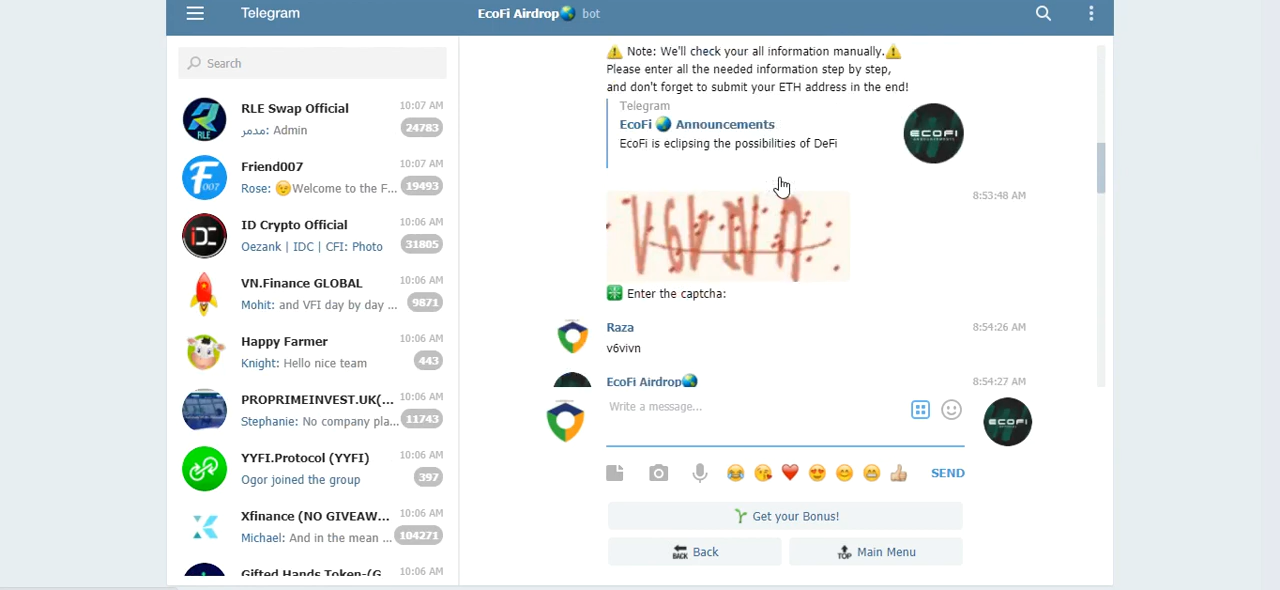 Telegram
EcoFi Airdrop🌏 bot
Search
RLE Swap Official 10:07 AM
مدمر: Admin 24783
Friend007 10:07 AM
Rose: 😏Welcome to the F... 19493
ID Crypto Official 10:06 AM
Oezank | IDC | CFI: Photo 31805
VN.Finance GLOBAL 10:06 AM
Mohit: and VFI day by day ... 9871
Happy Farmer 10:06 AM
Knight: Hello nice team 443
PROPRIMEINVEST.UK(... 10:06 AM
Stephanie: No company pla... 11743
YYFI.Protocol (YYFI) 10:06 AM
Ogor joined the group 397
Xfinance (NO GIVEAW... 10:06 AM
Michael: And in the mean ... 104271
Gifted Hands Token-(G 10:06 AM
⚠️ Note: We'll check your all information manually.⚠️
Please enter all the needed information step by step,
and don't forget to submit your ETH address in the end!
Telegram
EcoFi 🌏 Announcements
EcoFi is eclipsing the possibilities of DeFi
ECOFI
8:53:48 AM
Enter the captcha:
Raza 8:54:26 AM
v6vivn
EcoFi Airdrop🌏 8:54:27 AM
Write a message...
ECOFI
SEND
Get your Bonus!
BACK Back
TOP Main Menu